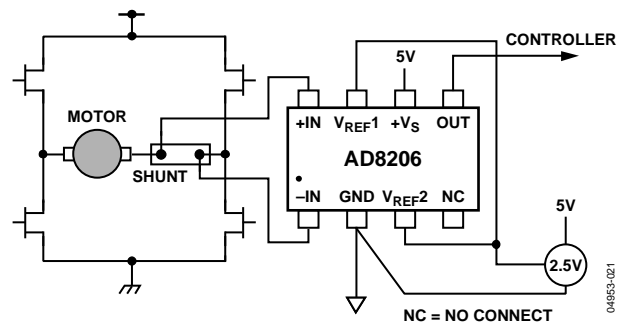 CONTROLLER
5V
+IN VREF1 +VS OUT
MOTOR
AD8206
SHUNT
–IN GND VREF2 NC
5V
2.5V
NC = NO CONNECT
04953-021